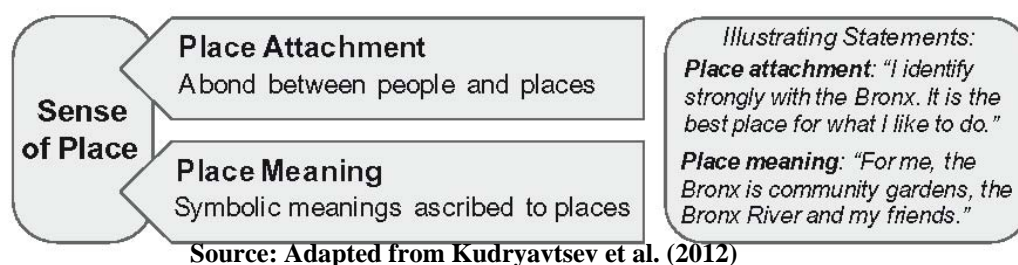 Sense
of Place
Place Attachment
Abond between people and places
Place Meaning
Symbolic meanings ascribed to places
Illustrating Statements:
Place attachment: “I identify
strongly with the Bronx. It is the
best place for what I like to do.”
Place meaning: “For me, the
Bronx is community gardens, the
Bronx River and my friends.”
Source: Adapted from Kudryavtsev et al. (2012)